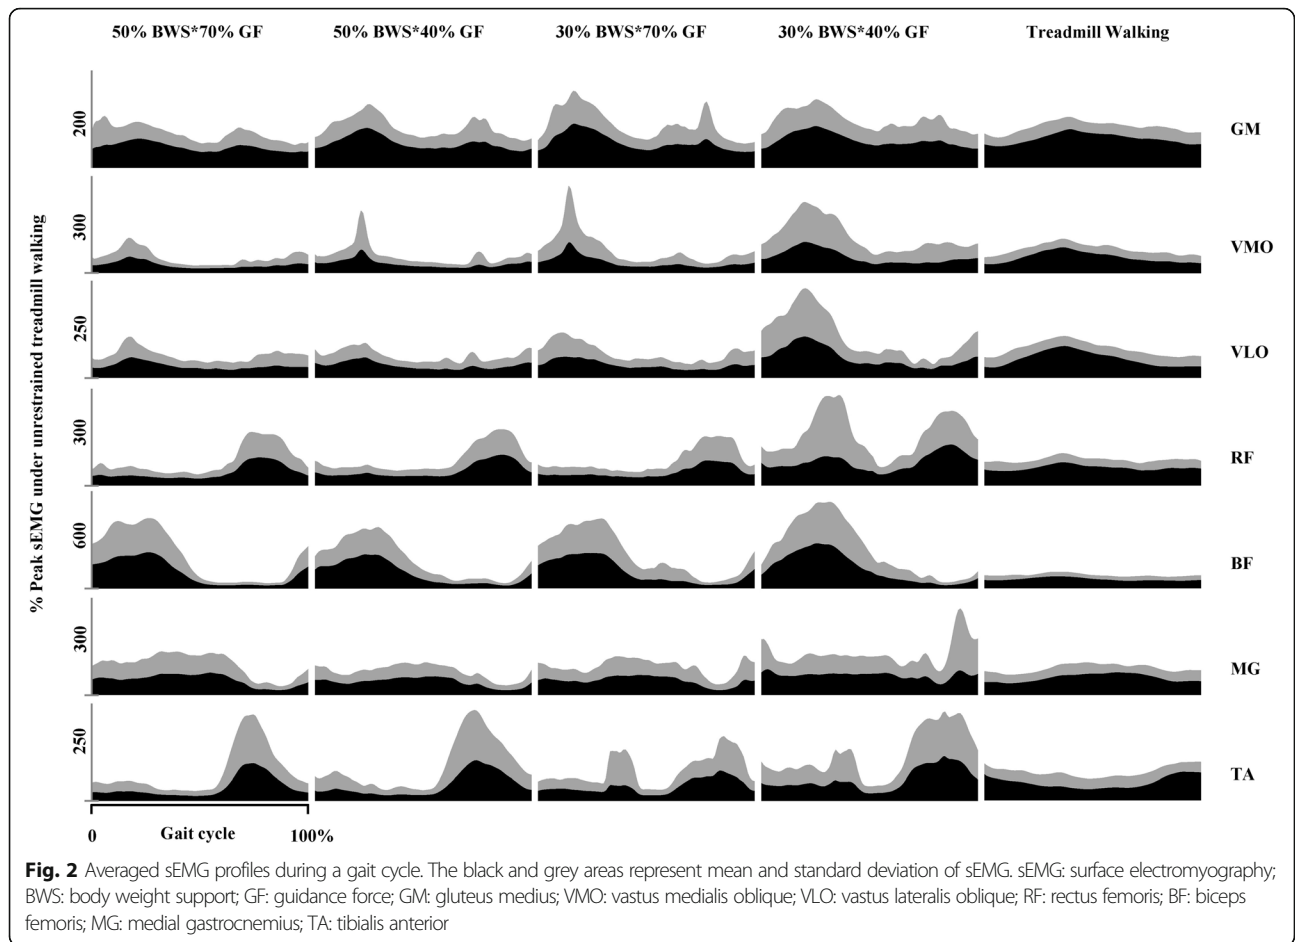 50% BWS*70% GF 50% BWS*40% GF 30% BWS*70% GF 30% BWS*40% GF Treadmill Walking
% Peak sEMG under unrestrained treadmill walking
200 GM
300 VMO
250 VLO
300 RF
600 BF
300 MG
250 TA
0 Gait cycle 100%
Fig. 2 Averaged sEMG profiles during a gait cycle. The black and grey areas represent mean and standard deviation of sEMG. sEMG: surface electromyography;
BWS: body weight support; GF: guidance force; GM: gluteus medius; VMO: vastus medialis oblique; VLO: vastus lateralis oblique; RF: rectus femoris; BF: biceps
femoris; MG: medial gastrocnemius; TA: tibialis anterior